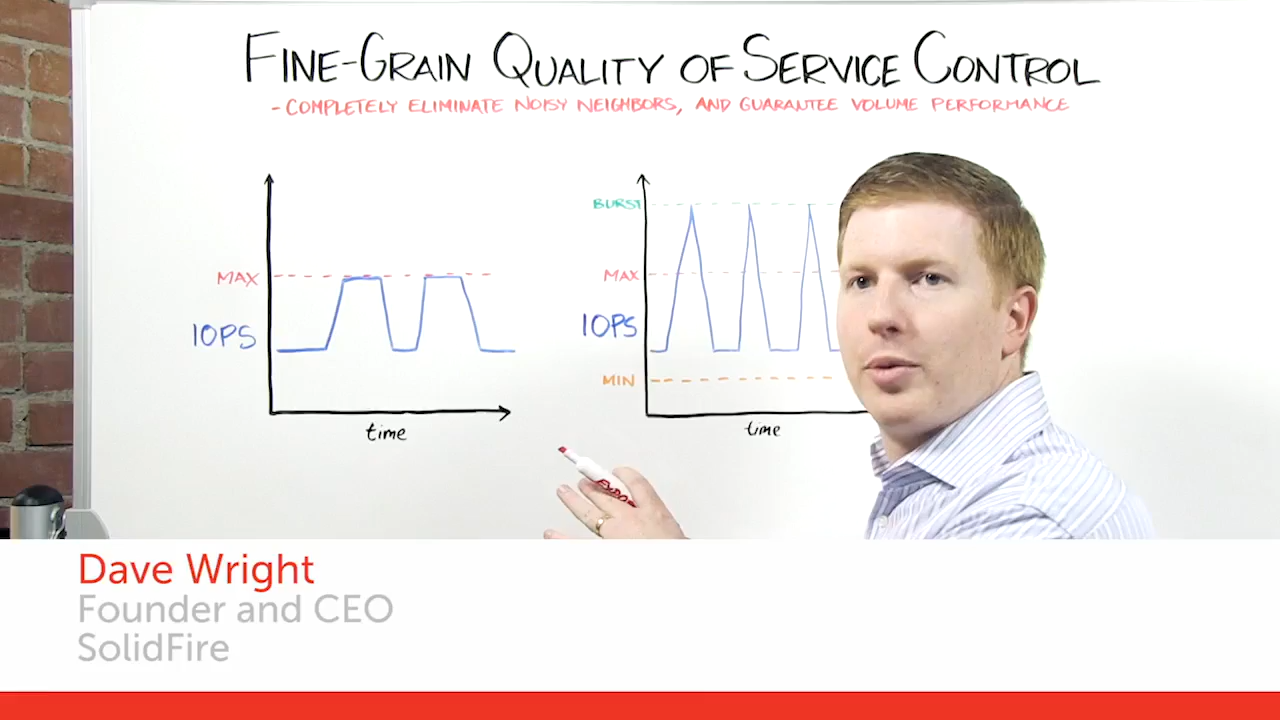 FINE-GRAIN QUALITY OF SERVICE CONTROL
- COMPLETELY ELIMINATE NOISY NEIGHBORS, AND GUARANTEE VOLUME PERFORMANCE
MAX
IOPS
time
BURST
MAX
IOPS
MIN
time
EXPO
Dave Wright
Founder and CEO
SolidFire